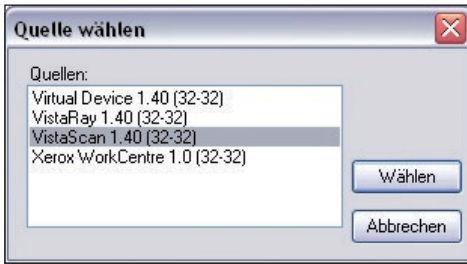 Quelle wählen
Quellen:
Virtual Device 1.40 (32-32)
VistaRay 1.40 (32-32)
VistaScan 1.40 (32-32)
Xerox WorkCentre 1.0 (32-32)
Wählen
Abbrechen